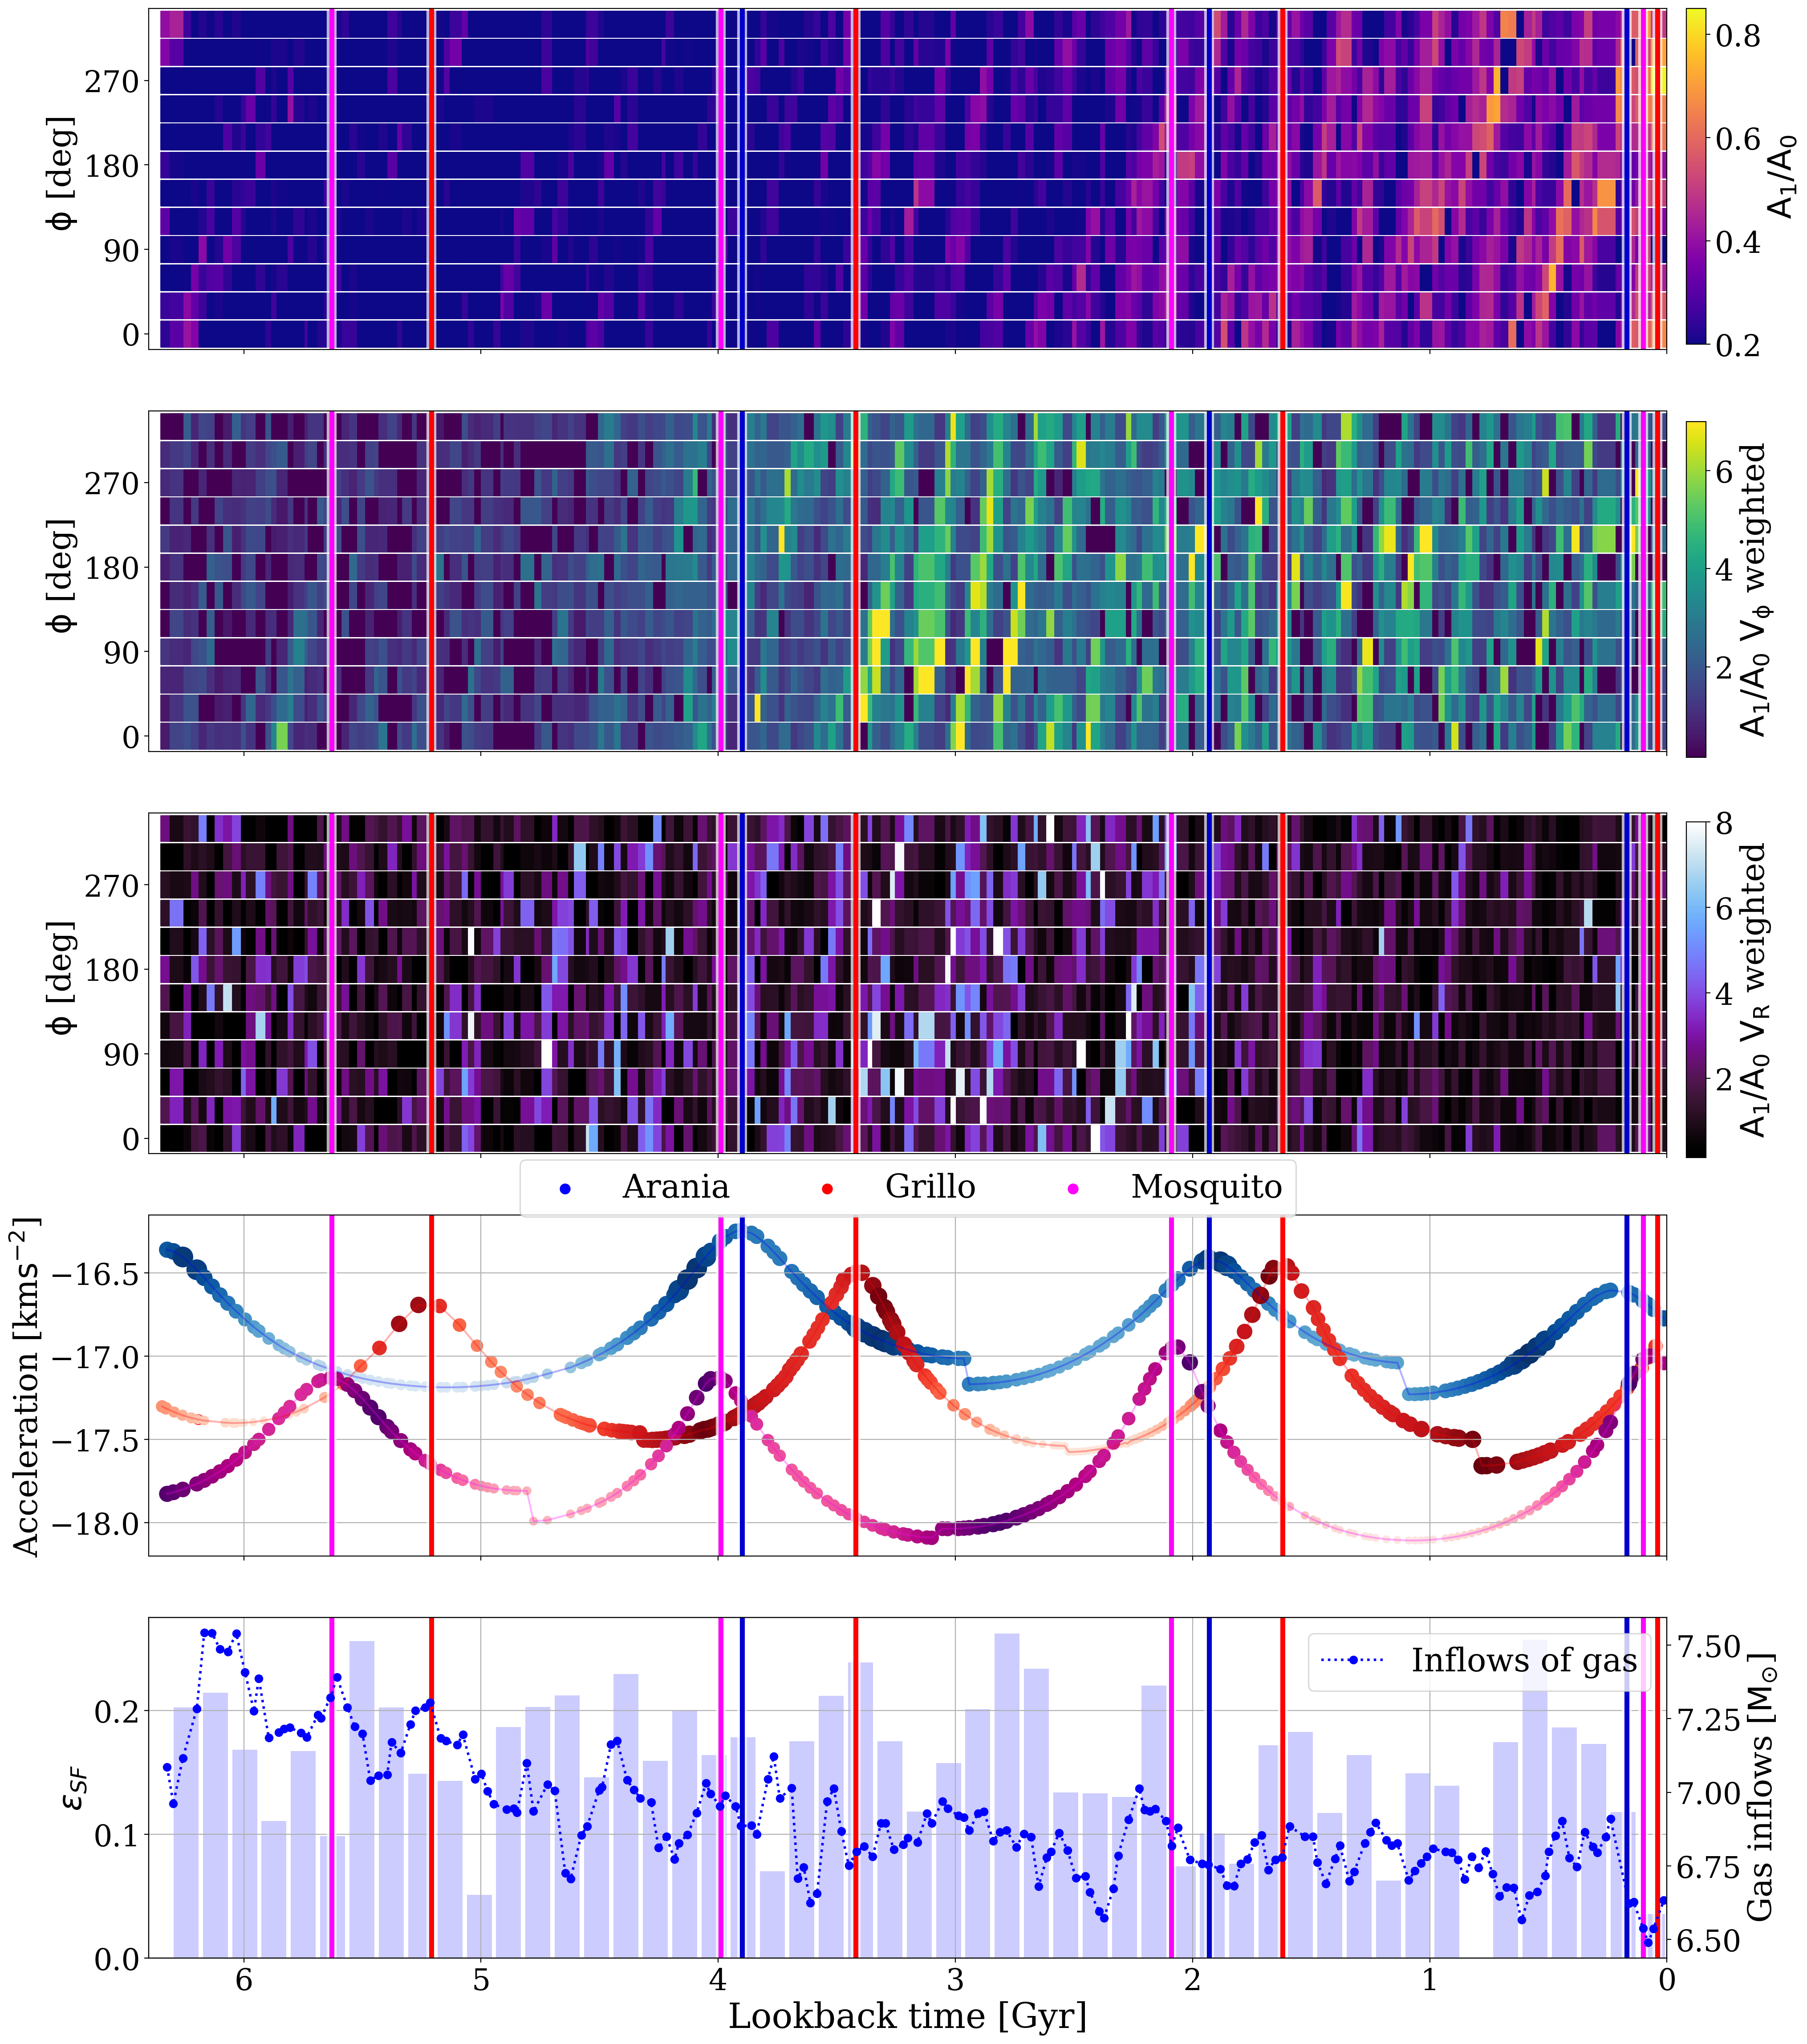 ϕ [deg]
270
180
90
0
0.8
0.6
0.4
0.2
A₁/A₀
ϕ [deg]
270
180
90
0
6
4
2
A₁/A₀ Vϕ weighted
ϕ [deg]
270
180
90
0
8
6
4
2
A₁/A₀ V_R weighted
Arania Grillo Mosquito
Acceleration [kms⁻²]
−16.5
−17.0
−17.5
−18.0
Inflows of gas
ε_SF
0.2
0.1
0.0
7.50
7.25
7.00
6.75
6.50
Gas inflows [M⊙]
6 5 4 3 2 1 0
Lookback time [Gyr]